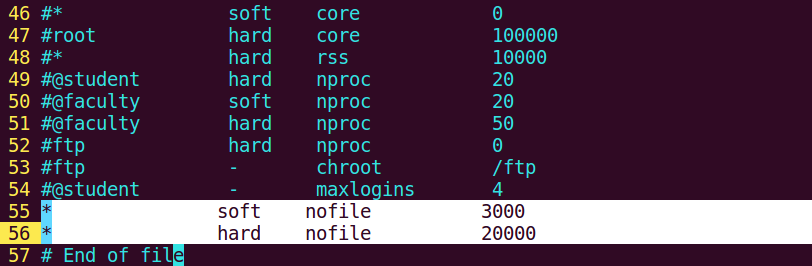 46 #* soft core 0
47 #root hard core 100000
48 #* hard rss 10000
49 #@student hard nproc 20
50 #@faculty soft nproc 20
51 #@faculty hard nproc 50
52 #ftp hard nproc 0
53 #ftp - chroot /ftp
54 #@student - maxlogins 4
55 * soft nofile 3000
56 * hard nofile 20000
57 # End of file